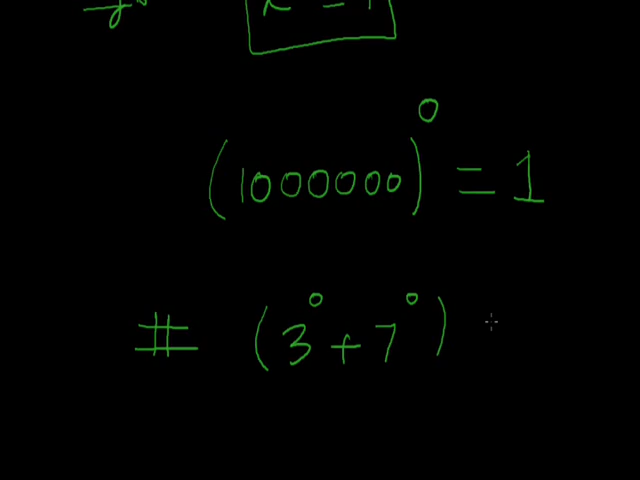 (1000000)⁰ = 1
# (3⁰ + 7⁰)